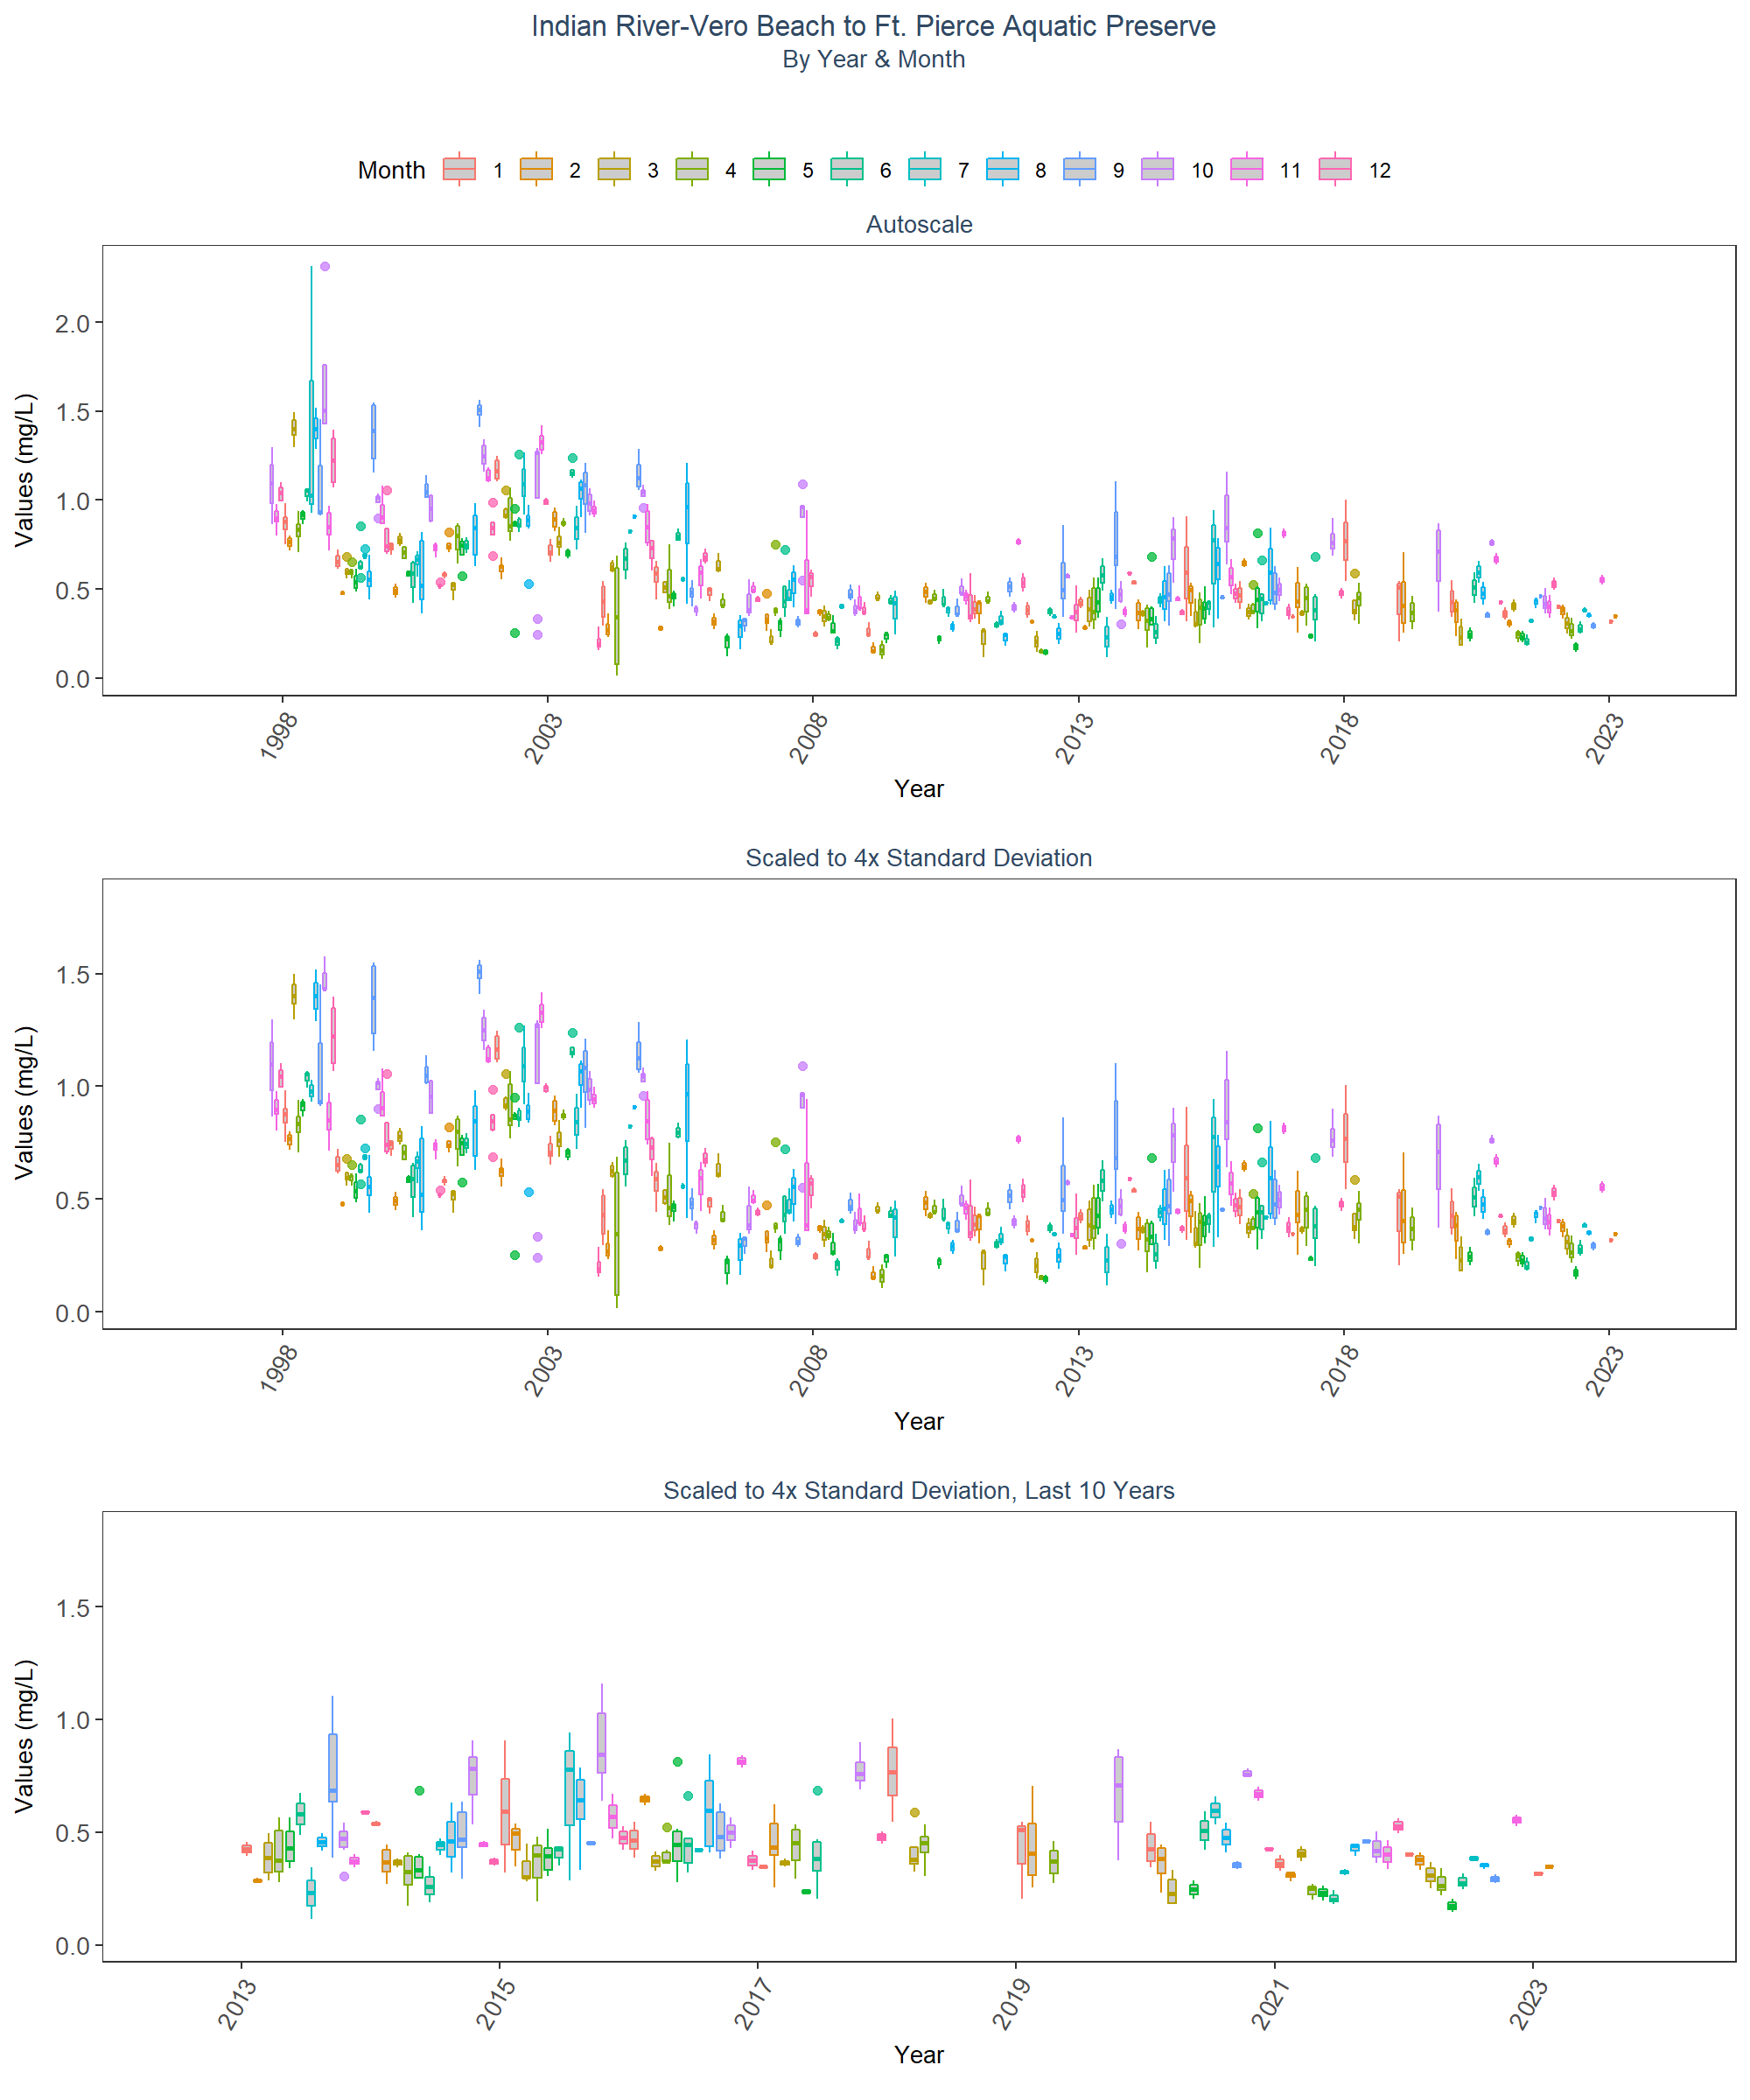 Indian River-Vero Beach to Ft. Pierce Aquatic Preserve
By Year & Month
Month 1 2 3 4 5 6 7 8 9 10 11 12
Autoscale
Values (mg/L)
2.0
1.5
1.0
0.5
0.0
1998 2003 2008 2013 2018 2023
Year
Scaled to 4x Standard Deviation
Values (mg/L)
1.5
1.0
0.5
0.0
1998 2003 2008 2013 2018 2023
Year
Scaled to 4x Standard Deviation, Last 10 Years
Values (mg/L)
1.5
1.0
0.5
0.0
2013 2015 2017 2019 2021 2023
Year